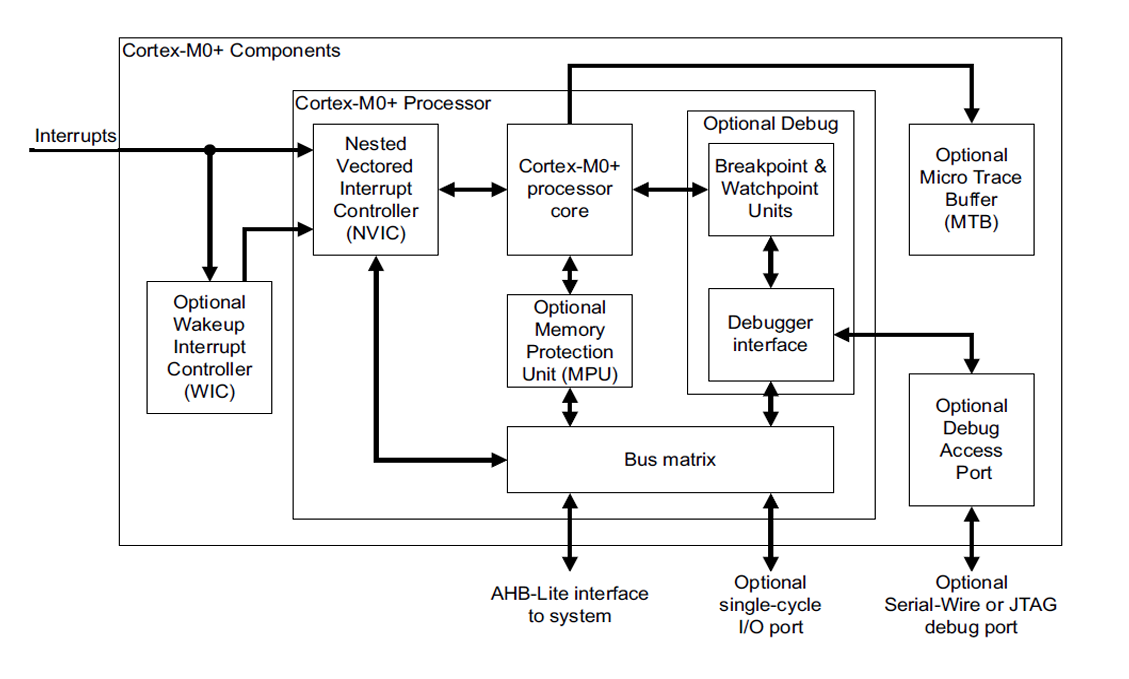 Cortex-M0+ Components
Cortex-M0+ Processor
Interrupts
Nested
Vectored
Interrupt
Controller
(NVIC)
Cortex-M0+
processor
core
Optional Debug
Breakpoint &
Watchpoint
Units
Optional
Micro Trace
Buffer
(MTB)
Optional
Wakeup
Interrupt
Controller
(WIC)
Optional
Memory
Protection
Unit (MPU)
Debugger
interface
Optional
Debug
Access
Port
Bus matrix
AHB-Lite interface
to system
Optional
single-cycle
I/O port
Optional
Serial-Wire or JTAG
debug port